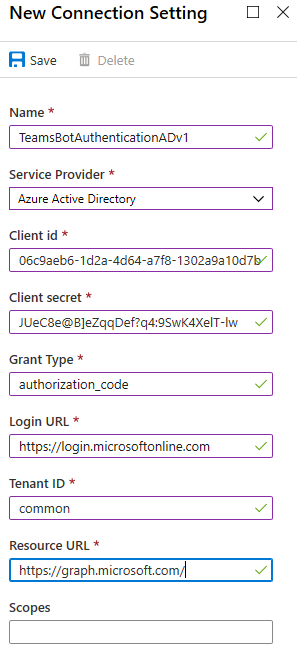 New Connection Setting
Save Delete
Name *
TeamsBotAuthenticationADv1
Service Provider *
Azure Active Directory
Client id *
06c9aeb6-1d2a-4d64-a7f8-1302a9a10d7b
Client secret *
JUeC8e@B]eZqqDef?q4:9SwK4XelT-lw
Grant Type *
authorization_code
Login URL *
https://login.microsoftonline.com
Tenant ID *
common
Resource URL *
https://graph.microsoft.com/
Scopes